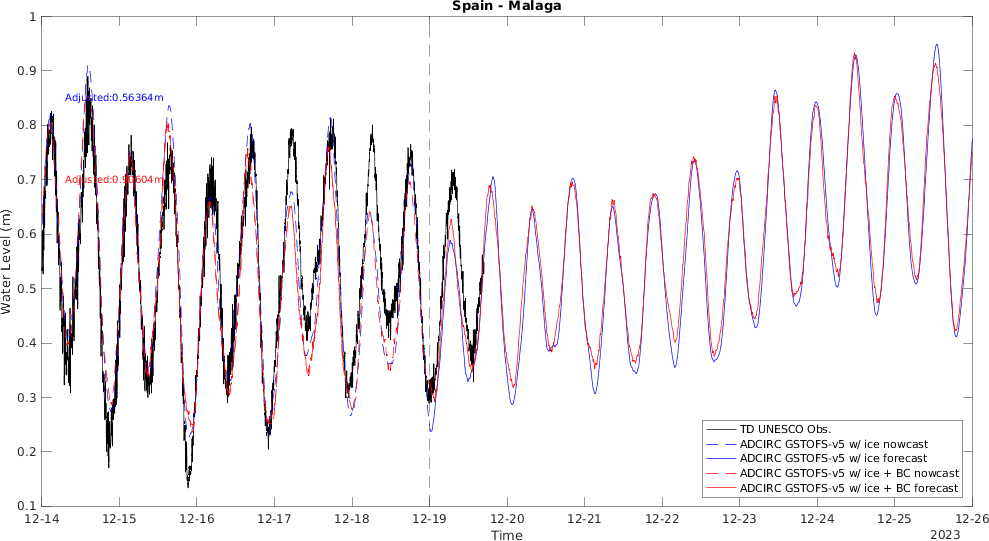 Spain - Malaga
1
0.9
0.8
0.7
0.6
0.5
0.4
0.3
0.2
0.1
Water Level (m)
Adjusted:0.56364m
Adjusted:0.90604m
TD UNESCO Obs.
ADCIRC GSTOFS-v5 w/ ice nowcast
ADCIRC GSTOFS-v5 w/ ice forecast
ADCIRC GSTOFS-v5 w/ ice + BC nowcast
ADCIRC GSTOFS-v5 w/ ice + BC forecast
12-14 12-15 12-16 12-17 12-18 12-19 12-20 12-21 12-22 12-23 12-24 12-25 12-26
Time
2023